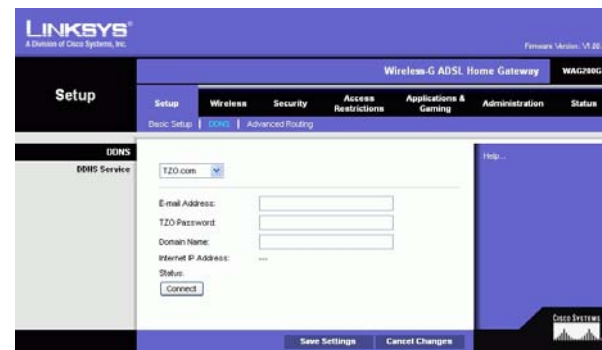 LINKSYS®
A Division of Cisco Systems, Inc.
Firmware Version: V1.00.
Wireless-G ADSL Home Gateway WAG200G
Setup
Setup Wireless Security Access Restrictions Applications & Gaming Administration Status
Basic Setup | DDNS | Advanced Routing
DDNS
DDNS Service
TZO.com
Help...
E-mail Address:
TZO Password:
Domain Name:
Internet IP Address: ---
Status:
Connect
Save Settings Cancel Changes
CISCO SYSTEMS